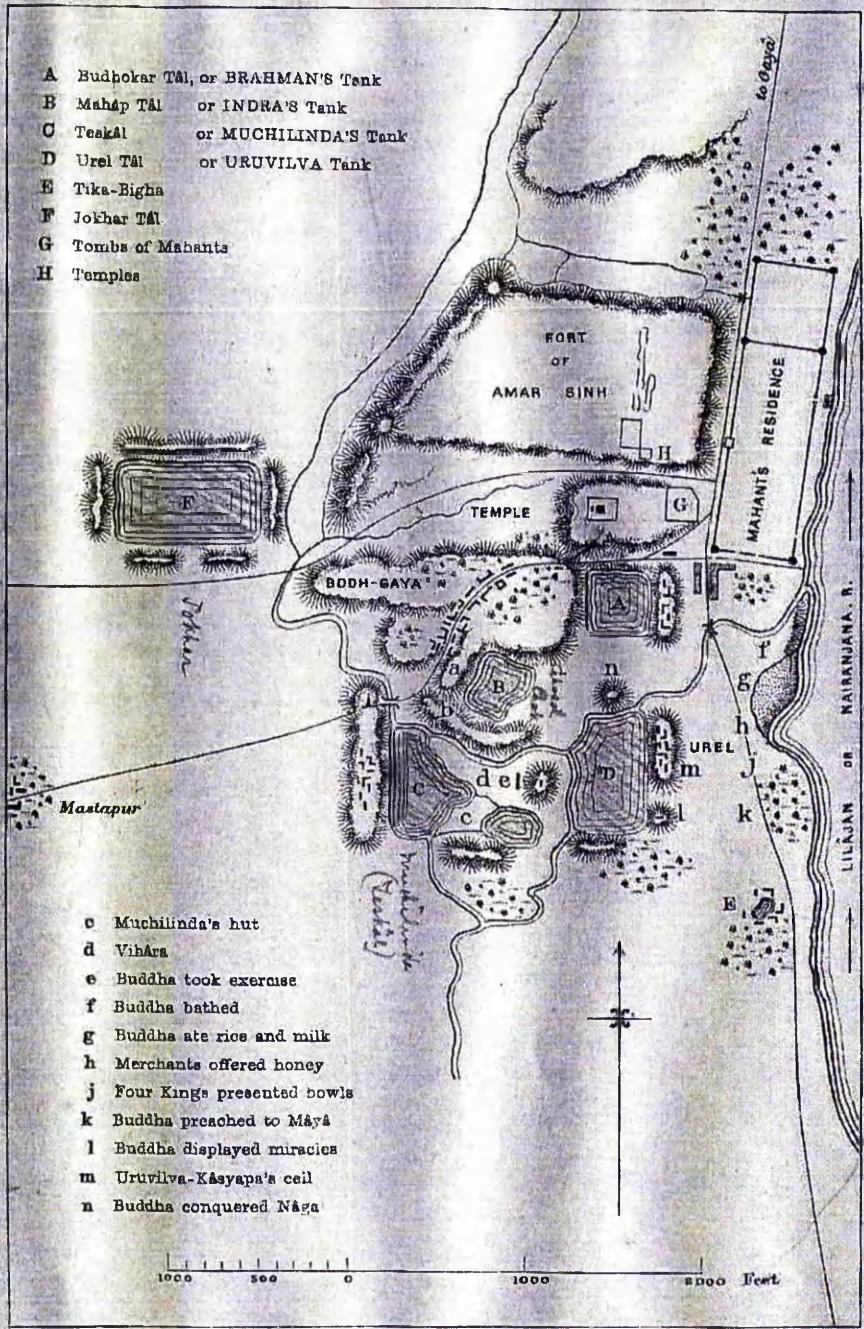 to Gayâ
A Budhokar Tâl, or BRAHMAN'S Tank
B Mahâp Tâl or INDRA'S Tank
C Teakâl or MUCHILINDA'S Tank
D Urel Tâl or URUVILVA Tank
E Tika-Bigha
F Jokhar Tâl
G Tombs of Mahants
H Temples
FORT
OF
AMAR SINH
H
MAHANT'S RESIDENCE
F
TEMPLE
G
BODH-GAYA
A
Jokhar
a
B
b
n
f
g
h
UREL
j
LILÂJAN OR NAIRANJANA. R.
C
d
e
D
m
Mastapur
c
l
k
Muchilinda
(Teakâl)
E
c Muchilinda's hut
d Vihâra
e Buddha took exercise
f Buddha bathed
g Buddha ate rice and milk
h Merchants offered honey
j Four Kings presented bowls
k Buddha preached to Mâyâ
l Buddha displayed miracles
m Uruvilva-Kâsyapa's cell
n Buddha conquered Nâga
1000 500 0 1000 2000 Feet